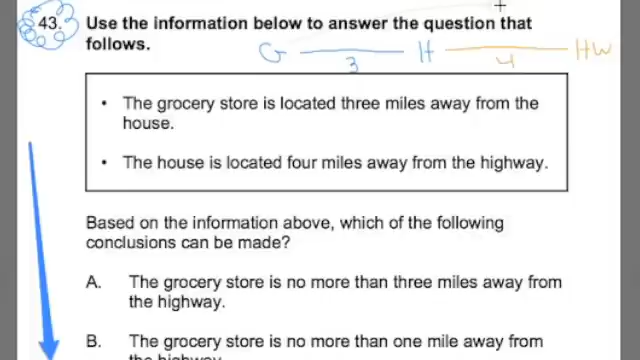 43. Use the information below to answer the question that
follows.
G 3 H 4 HW
• The grocery store is located three miles away from the
house.
• The house is located four miles away from the highway.
Based on the information above, which of the following
conclusions can be made?
A. The grocery store is no more than three miles away from
the highway.
B. The grocery store is no more than one mile away from
the highway.